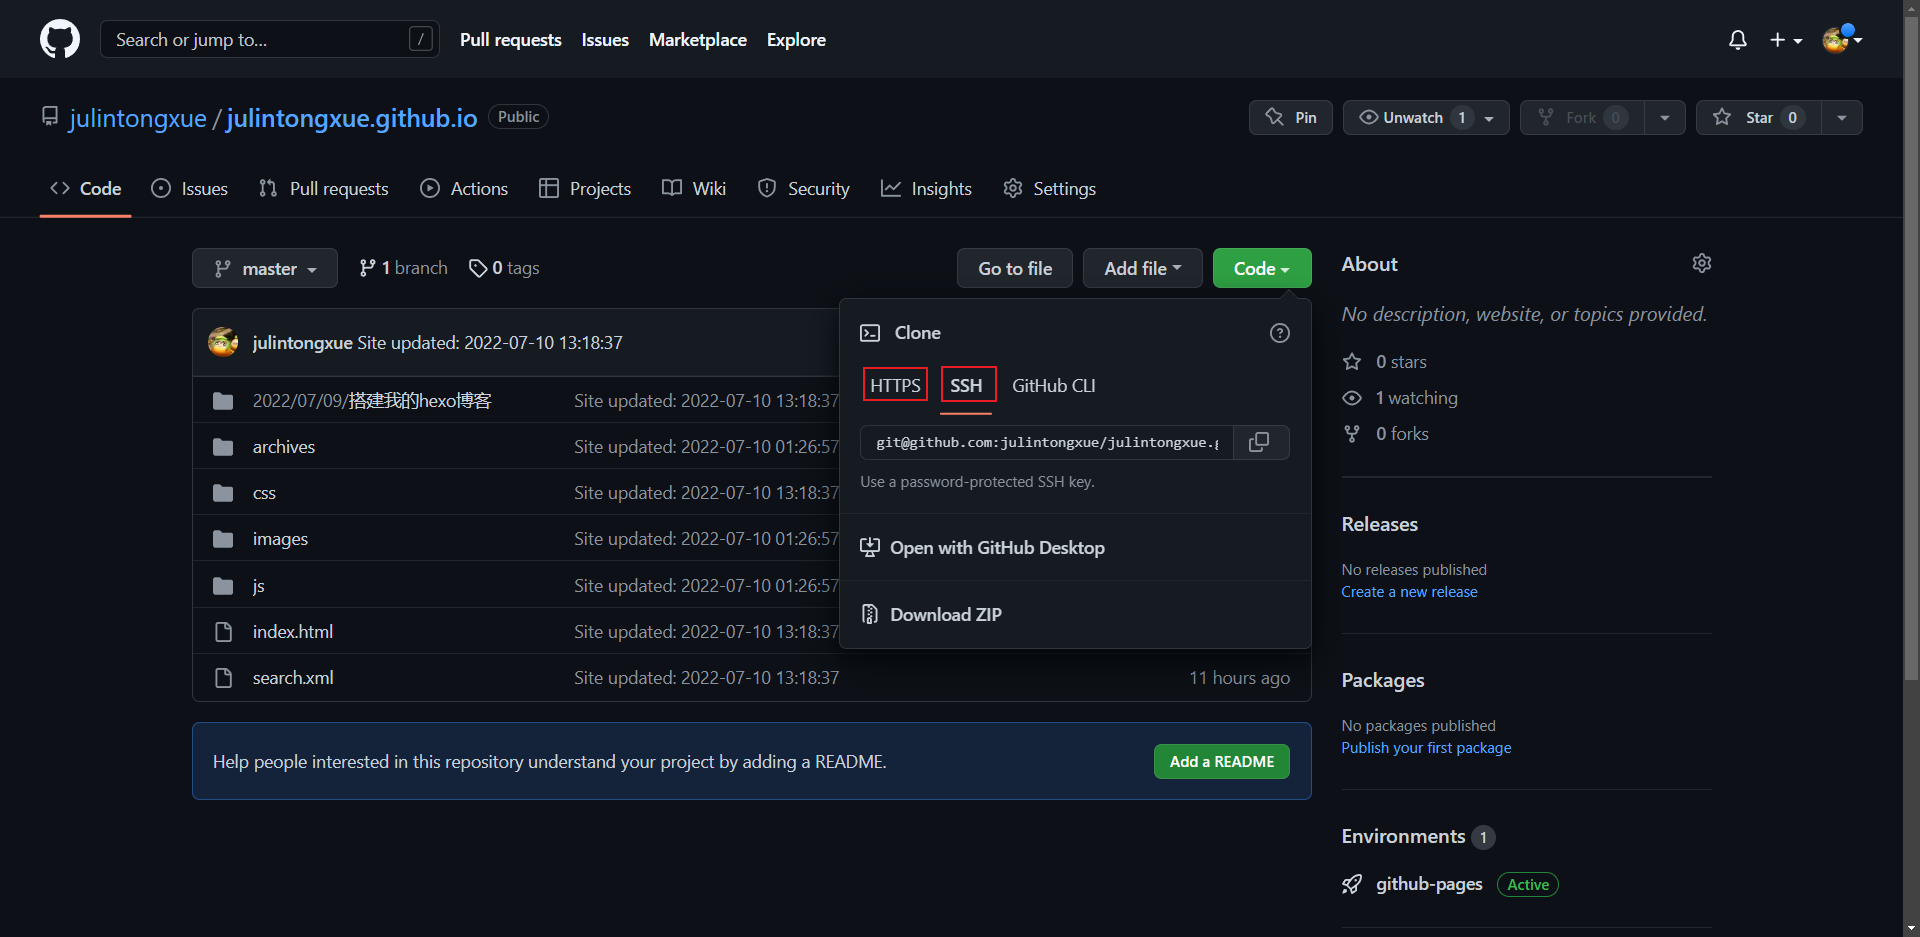 Search or jump to... /
Pull requests Issues Marketplace Explore
julintongxue / julintongxue.github.io Public
Pin Unwatch 1 Fork 0 Star 0
Code Issues Pull requests Actions Projects Wiki Security Insights Settings
master 1 branch 0 tags
Go to file Add file Code
julintongxue Site updated: 2022-07-10 13:18:37
2022/07/09/搭建我的hexo博客 Site updated: 2022-07-10 13:18:37
archives Site updated: 2022-07-10 01:26:57
css Site updated: 2022-07-10 13:18:37
images Site updated: 2022-07-10 01:26:57
js Site updated: 2022-07-10 01:26:57
index.html Site updated: 2022-07-10 13:18:37
search.xml Site updated: 2022-07-10 13:18:37 11 hours ago
Clone
HTTPS SSH GitHub CLI
git@github.com:julintongxue/julintongxue.g
Use a password-protected SSH key.
Open with GitHub Desktop
Download ZIP
Help people interested in this repository understand your project by adding a README.
Add a README
About
No description, website, or topics provided.
0 stars
1 watching
0 forks
Releases
No releases published
Create a new release
Packages
No packages published
Publish your first package
Environments 1
github-pages Active